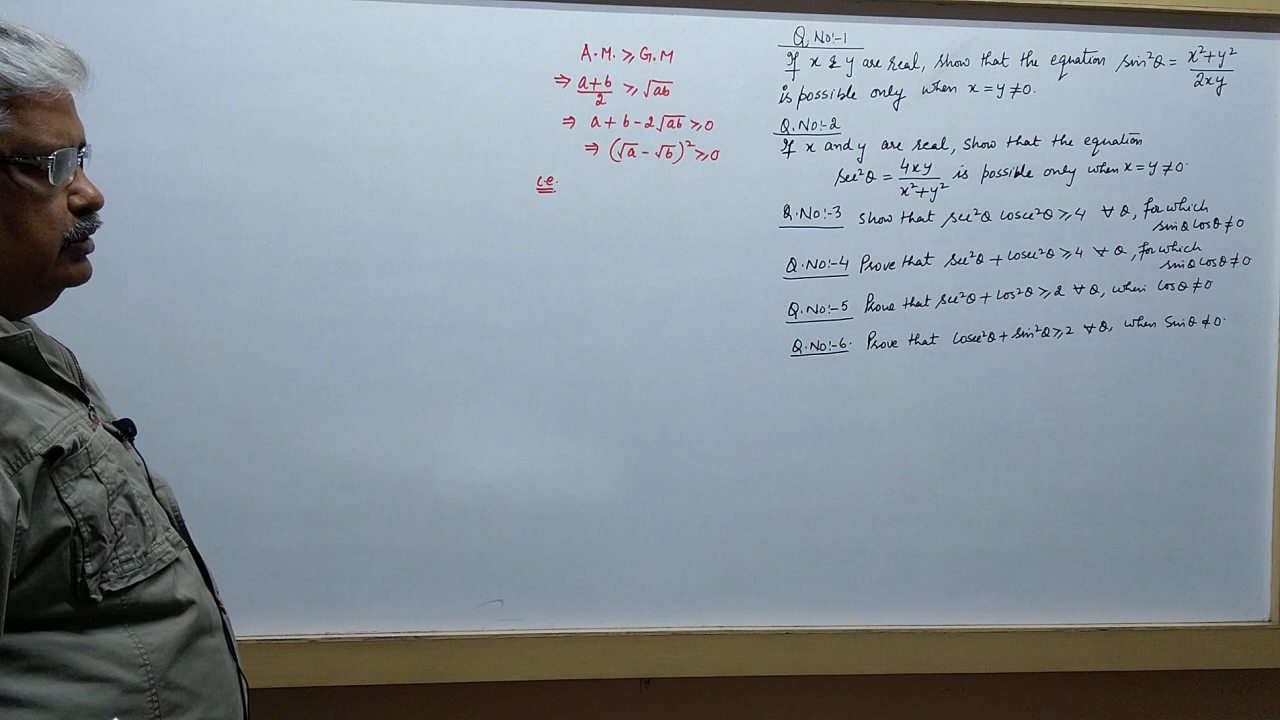 A.M. ⩾ G.M
⇒ a+b/2 ⩾ √ab
⇒ a + b - 2√ab ⩾ 0
⇒ (√a - √b)² ⩾ 0
i.e.
Q. No:-1
If x & y are real, show that the equation sin²θ = x²+y²/2xy
is possible only when x = y ≠ 0.
Q. No:-2
If x and y are real, show that the equation
sec²θ = 4xy/x²+y² is possible only when x = y ≠ 0.
Q. No:-3 show that sec²θ cosec²θ ⩾ 4 ∀ θ, for which
sinθ cosθ ≠ 0
Q. No:-4 Prove that sec²θ + cosec²θ ⩾ 4 ∀ θ, for which
sinθ cosθ ≠ 0
Q. No:-5 Prove that sec²θ + cos²θ ⩾ 2 ∀ θ, when cosθ ≠ 0
Q. No:-6. Prove that cosec²θ + sin²θ ⩾ 2 ∀ θ, when Sinθ ≠ 0.